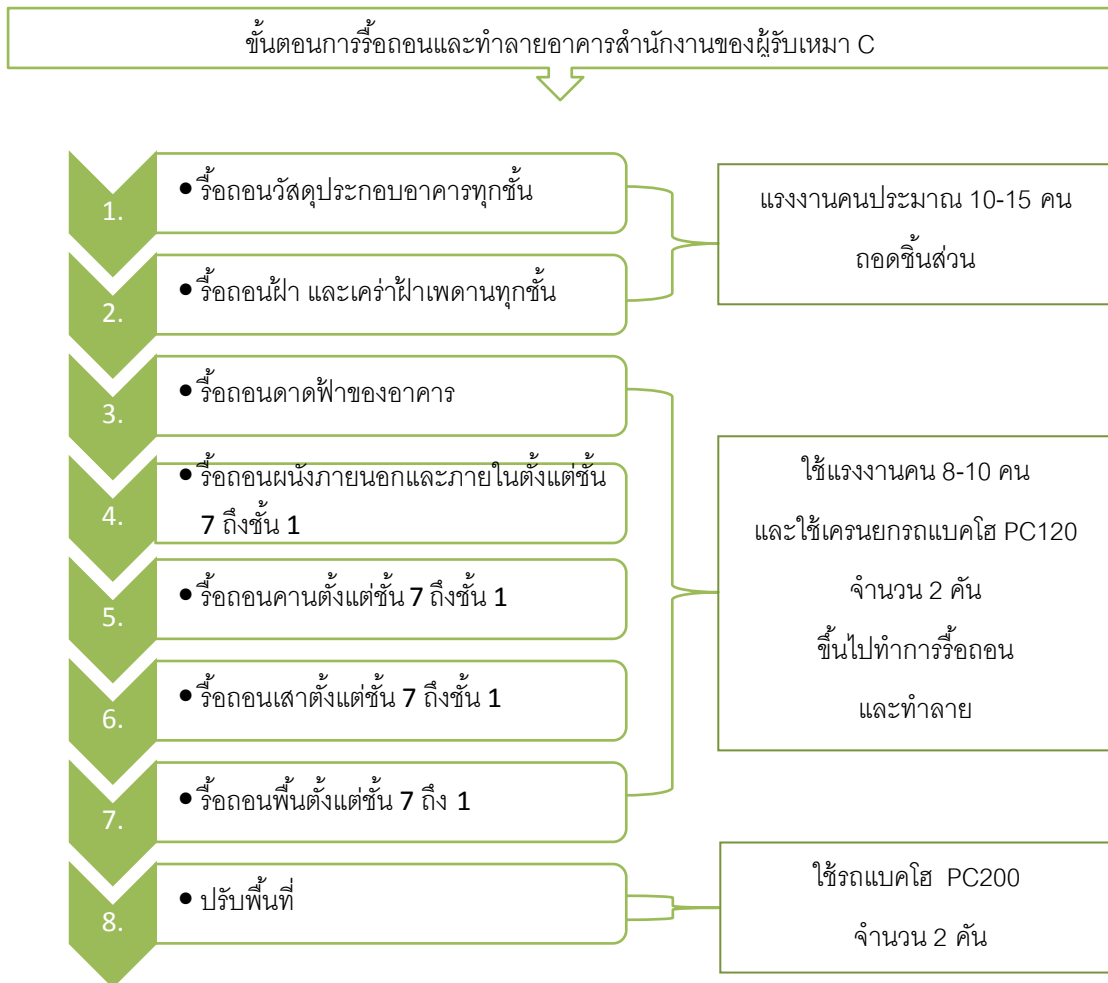 ขั้นตอนการรื้อถอนและทำลายอาคารสำนักงานของผู้รับเหมา C
1.
• รื้อถอนวัสดุประกอบอาคารทุกชั้น
2.
• รื้อถอนฝ้า และเคร่าฝ้าเพดานทุกชั้น
แรงงานคนประมาณ 10-15 คน
ถอดชิ้นส่วน
3.
• รื้อถอนดาดฟ้าของอาคาร
4.
• รื้อถอนผนังภายนอกและภายในตั้งแต่ชั้น
7 ถึงชั้น 1
5.
• รื้อถอนคานตั้งแต่ชั้น 7 ถึงชั้น 1
6.
• รื้อถอนเสาตั้งแต่ชั้น 7 ถึงชั้น 1
7.
• รื้อถอนพื้นตั้งแต่ชั้น 7 ถึง 1
ใช้แรงงานคน 8-10 คน
และใช้เครนยกรถแบคโฮ PC120
จำนวน 2 คัน
ขึ้นไปทำการรื้อถอน
และทำลาย
8.
• ปรับพื้นที่
ใช้รถแบคโฮ PC200
จำนวน 2 คัน